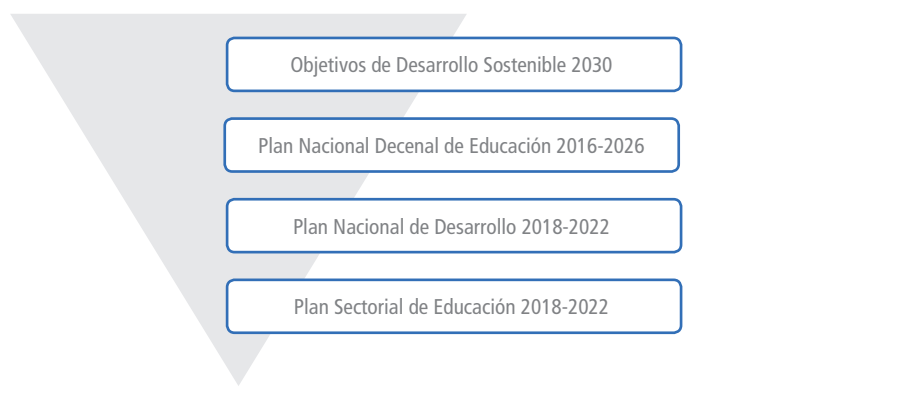 Objetivos de Desarrollo Sostenible 2030
Plan Nacional Decenal de Educación 2016-2026
Plan Nacional de Desarrollo 2018-2022
Plan Sectorial de Educación 2018-2022